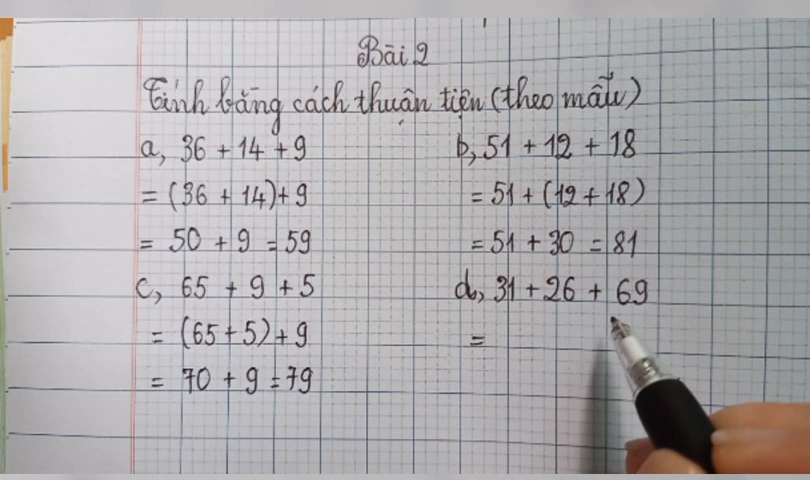 Bài 2
Tính bằng cách thuận tiện (theo mẫu)
a, 36 + 14 + 9
= (36 + 14) + 9
= 50 + 9 = 59
b, 51 + 12 + 18
= 51 + (12 + 18)
= 51 + 30 = 81
c, 65 + 9 + 5
= (65 + 5) + 9
= 70 + 9 = 79
d, 31 + 26 + 69
=